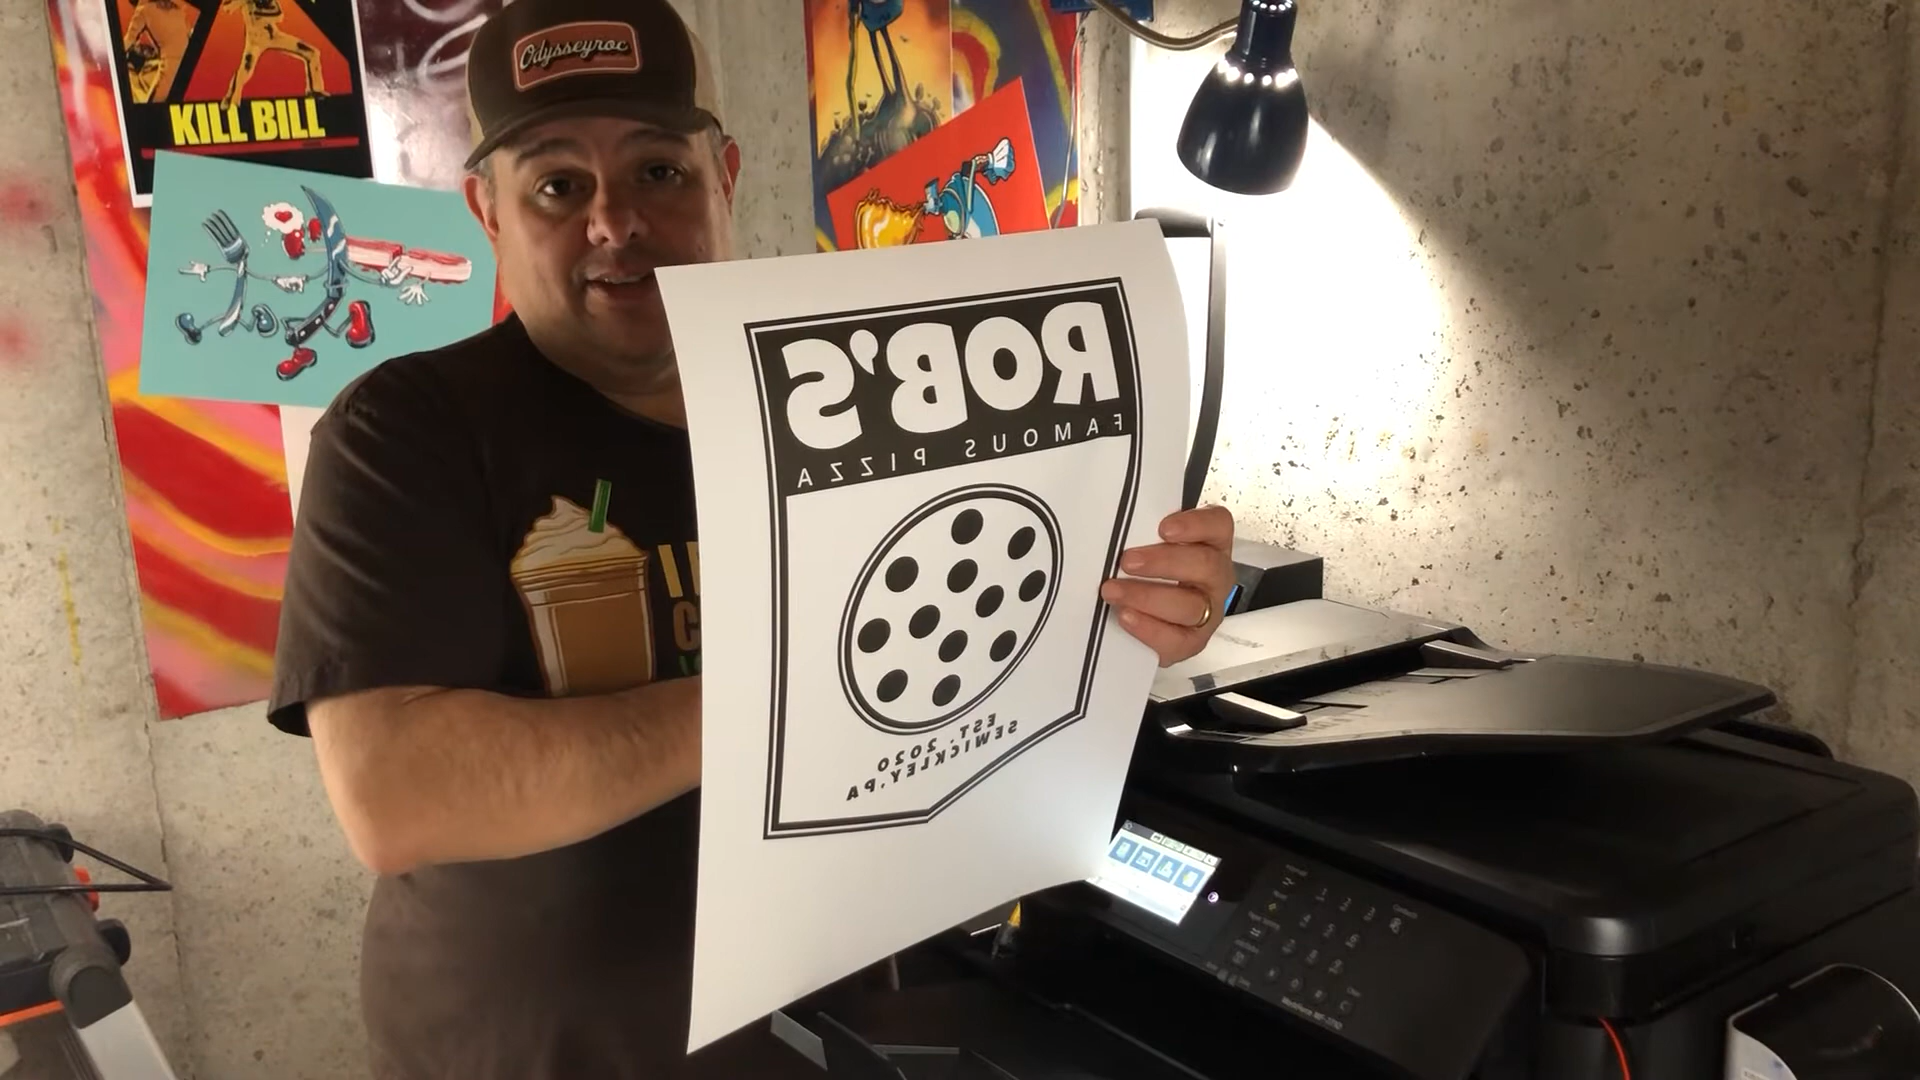 Odysseyroc
KILL BILL
ROB'S
FAMOUS PIZZA
EST. 2020
SEWICKLEY, PA